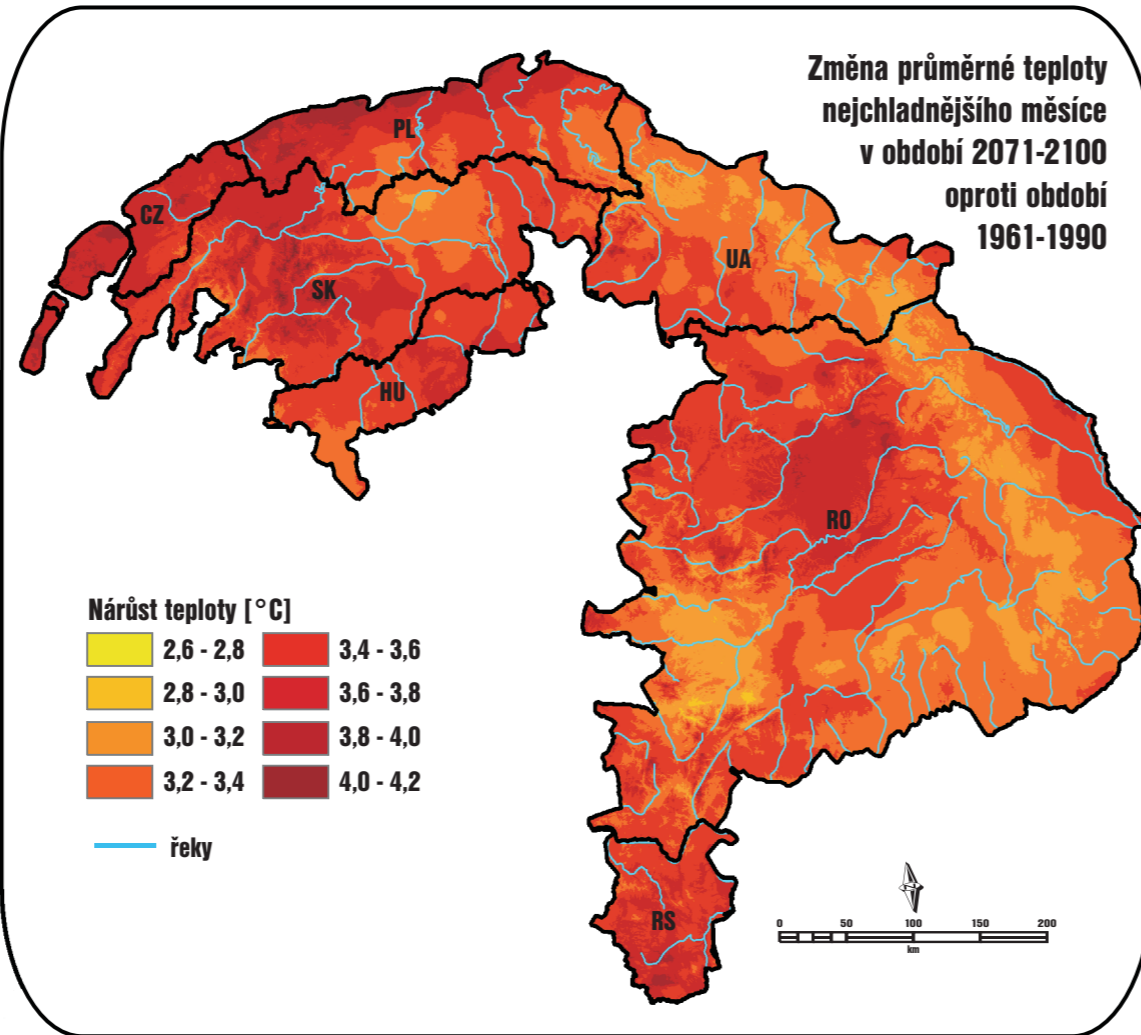 Změna průměrné teploty
nejchladnějšího měsíce
v období 2071-2100
oproti období
1961-1990
PL
CZ
UA
SK
HU
RO
RS
Nárůst teploty [°C]
2,6 - 2,8
3,4 - 3,6
2,8 - 3,0
3,6 - 3,8
3,0 - 3,2
3,8 - 4,0
3,2 - 3,4
4,0 - 4,2
řeky
0 50 100 150 200
km